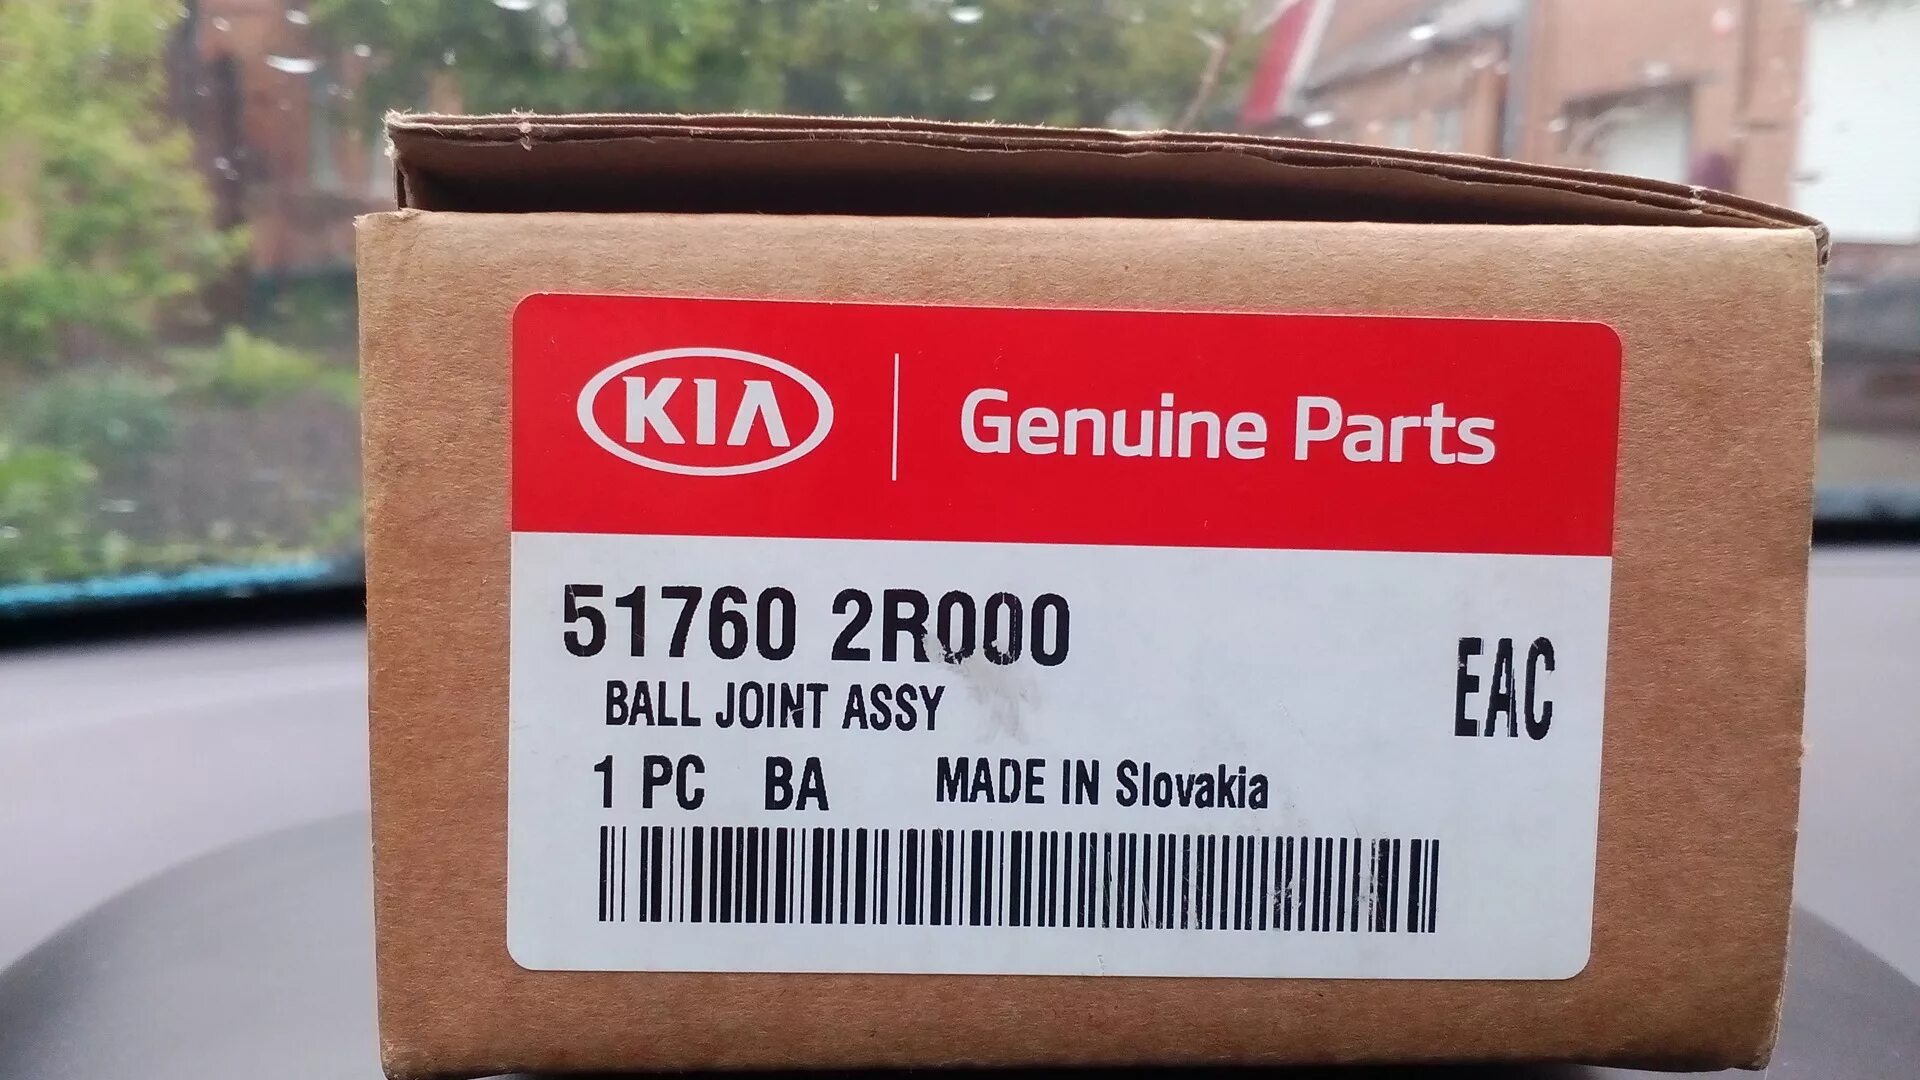 KIA Genuine Parts
51760 2R000
BALL JOINT ASSY
EAC
1 PC BA MADE IN Slovakia